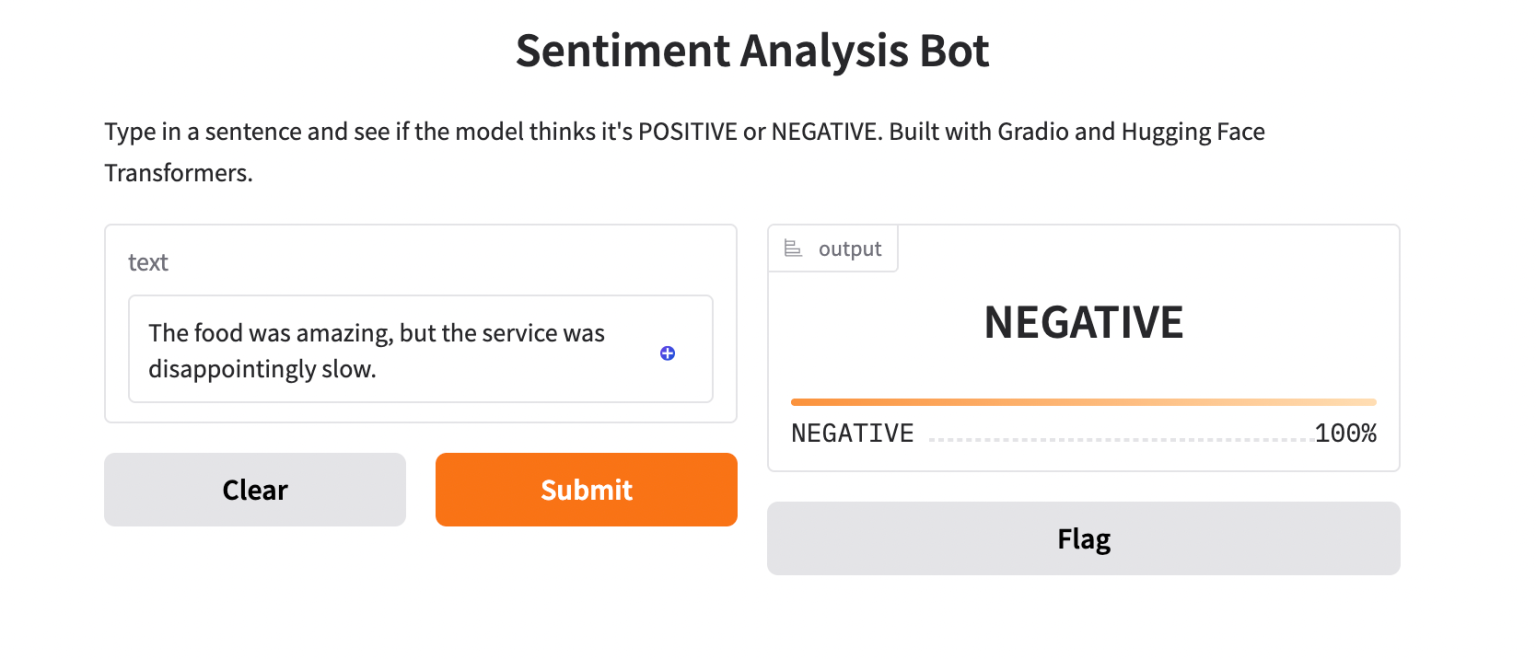 Sentiment Analysis Bot
Type in a sentence and see if the model thinks it's POSITIVE or NEGATIVE. Built with Gradio and Hugging Face
Transformers.
text
The food was amazing, but the service was
disappointingly slow.
Clear
Submit
output
NEGATIVE
NEGATIVE 100%
Flag